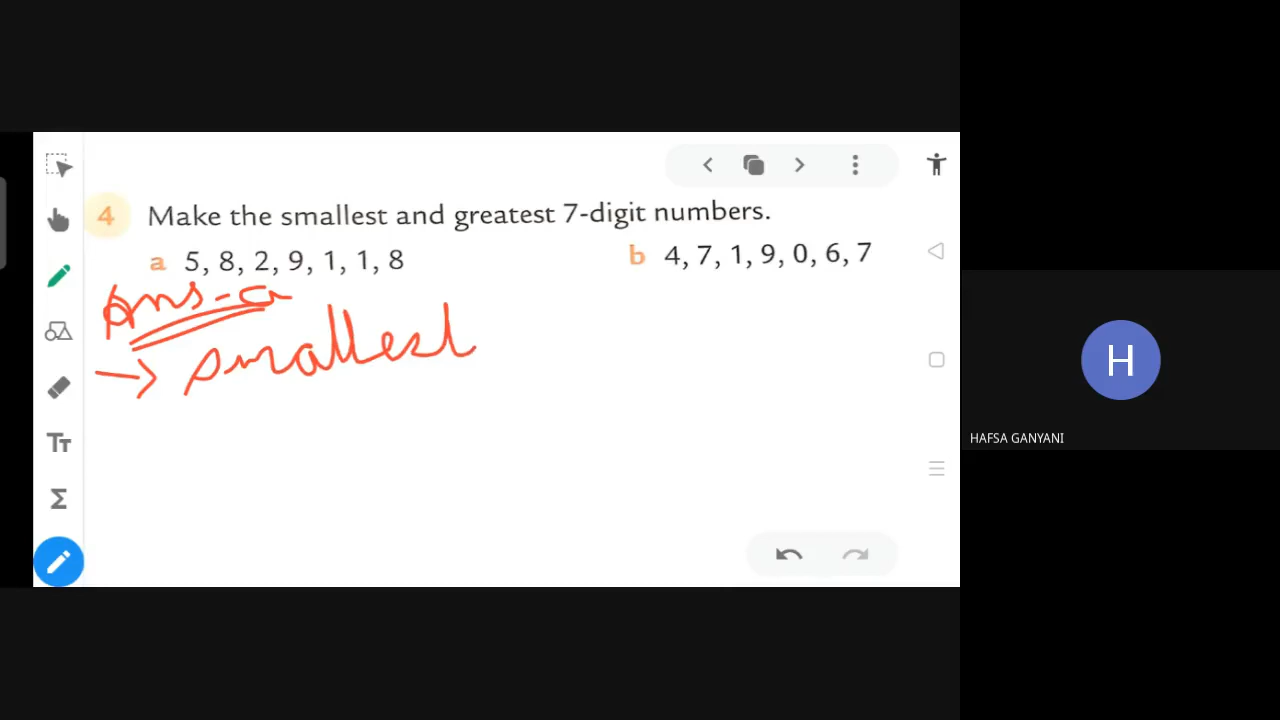 4 Make the smallest and greatest 7-digit numbers.
a 5, 8, 2, 9, 1, 1, 8 b 4, 7, 1, 9, 0, 6, 7
Ans-a
→ smallest
Tт
Σ
H
HAFSA GANYANI